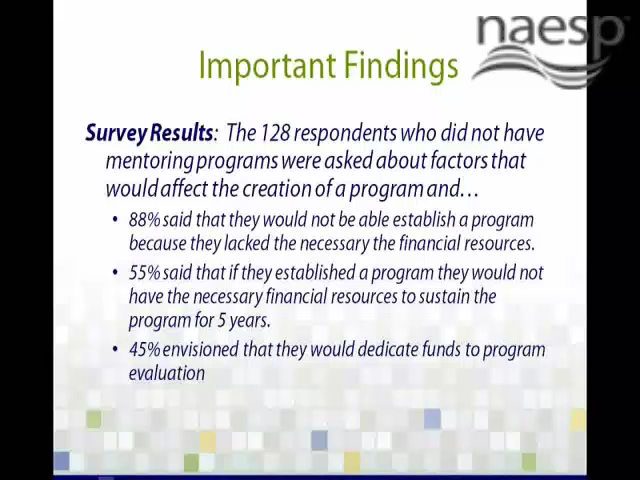 naesp
Important Findings
Survey Results: The 128 respondents who did not have
mentoring programs were asked about factors that
would affect the creation of a program and…
• 88% said that they would not be able establish a program
because they lacked the necessary the financial resources.
• 55% said that if they established a program they would not
have the necessary financial resources to sustain the
program for 5 years.
• 45% envisioned that they would dedicate funds to program
evaluation